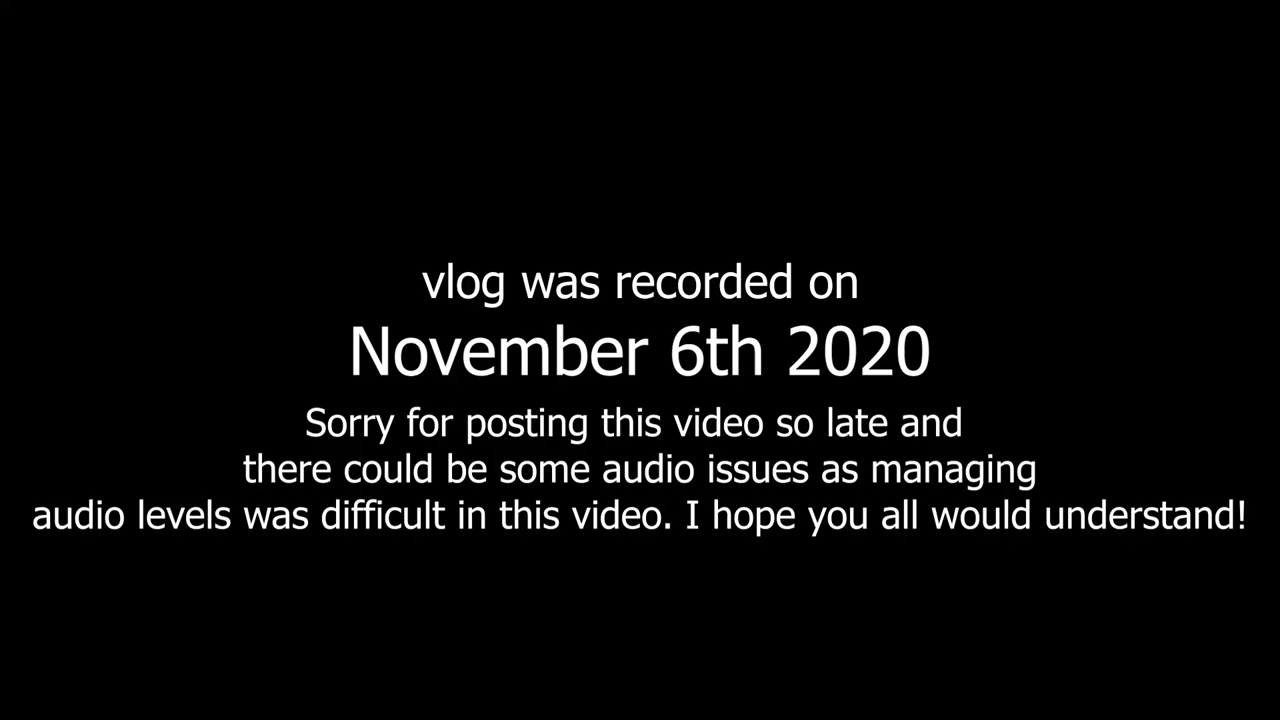 vlog was recorded on
November 6th 2020
Sorry for posting this video so late and
there could be some audio issues as managing
audio levels was difficult in this video. I hope you all would understand!